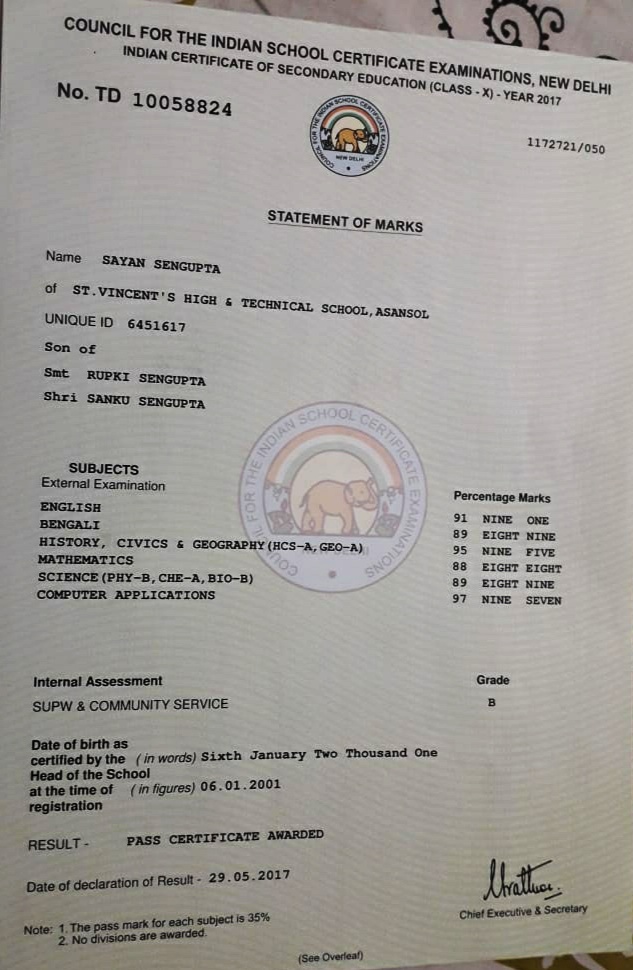 COUNCIL FOR THE INDIAN SCHOOL CERTIFICATE EXAMINATIONS, NEW DELHI
INDIAN CERTIFICATE OF SECONDARY EDUCATION (CLASS - X) - YEAR 2017
No. TD 10058824
COUNCIL FOR THE INDIAN SCHOOL CERTIFICATE EXAMINATIONS
NEW DELHI
1172721/050
STATEMENT OF MARKS
Name SAYAN SENGUPTA
of ST.VINCENT'S HIGH & TECHNICAL SCHOOL,ASANSOL
UNIQUE ID 6451617
Son of
Smt RUPKI SENGUPTA
Shri SANKU SENGUPTA
COUNCIL FOR THE INDIAN SCHOOL CERTIFICATE EXAMINATIONS
NEW DELHI
SUBJECTS
External Examination Percentage Marks
ENGLISH 91 NINE ONE
BENGALI 89 EIGHT NINE
HISTORY, CIVICS & GEOGRAPHY(HCS-A,GEO-A) 95 NINE FIVE
MATHEMATICS 88 EIGHT EIGHT
SCIENCE(PHY-B,CHE-A,BIO-B) 89 EIGHT NINE
COMPUTER APPLICATIONS 97 NINE SEVEN
Internal Assessment Grade
SUPW & COMMUNITY SERVICE B
Date of birth as
certified by the (in words) Sixth January Two Thousand One
Head of the School
at the time of (in figures) 06.01.2001
registration
RESULT - PASS CERTIFICATE AWARDED
Date of declaration of Result - 29.05.2017
Chief Executive & Secretary
Note: 1. The pass mark for each subject is 35%
2. No divisions are awarded.
(See Overleaf)